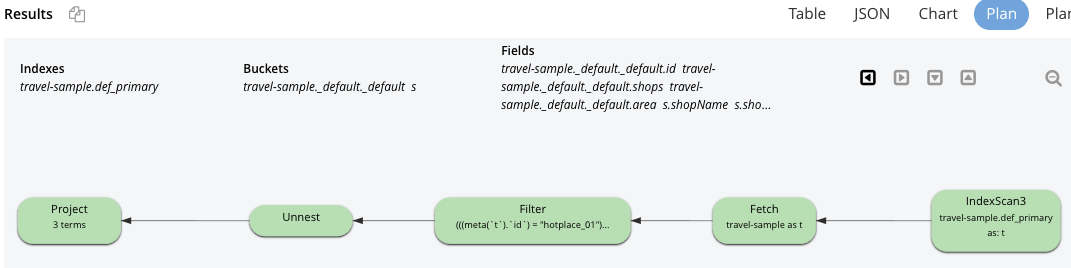 Results
Table
JSON
Chart
Plan
Plar
Indexes
travel-sample.def_primary
Buckets
travel-sample._default._default s
Fields
travel-sample._default._default.id travel-
sample._default._default.shops travel-
sample._default._default.area s.shopName s.sho...
Project
3 terms
Unnest
Filter
(((meta(`t`).`id`) = "hotplace_01")...
Fetch
travel-sample as t
IndexScan3
travel-sample.def_primary
as: t